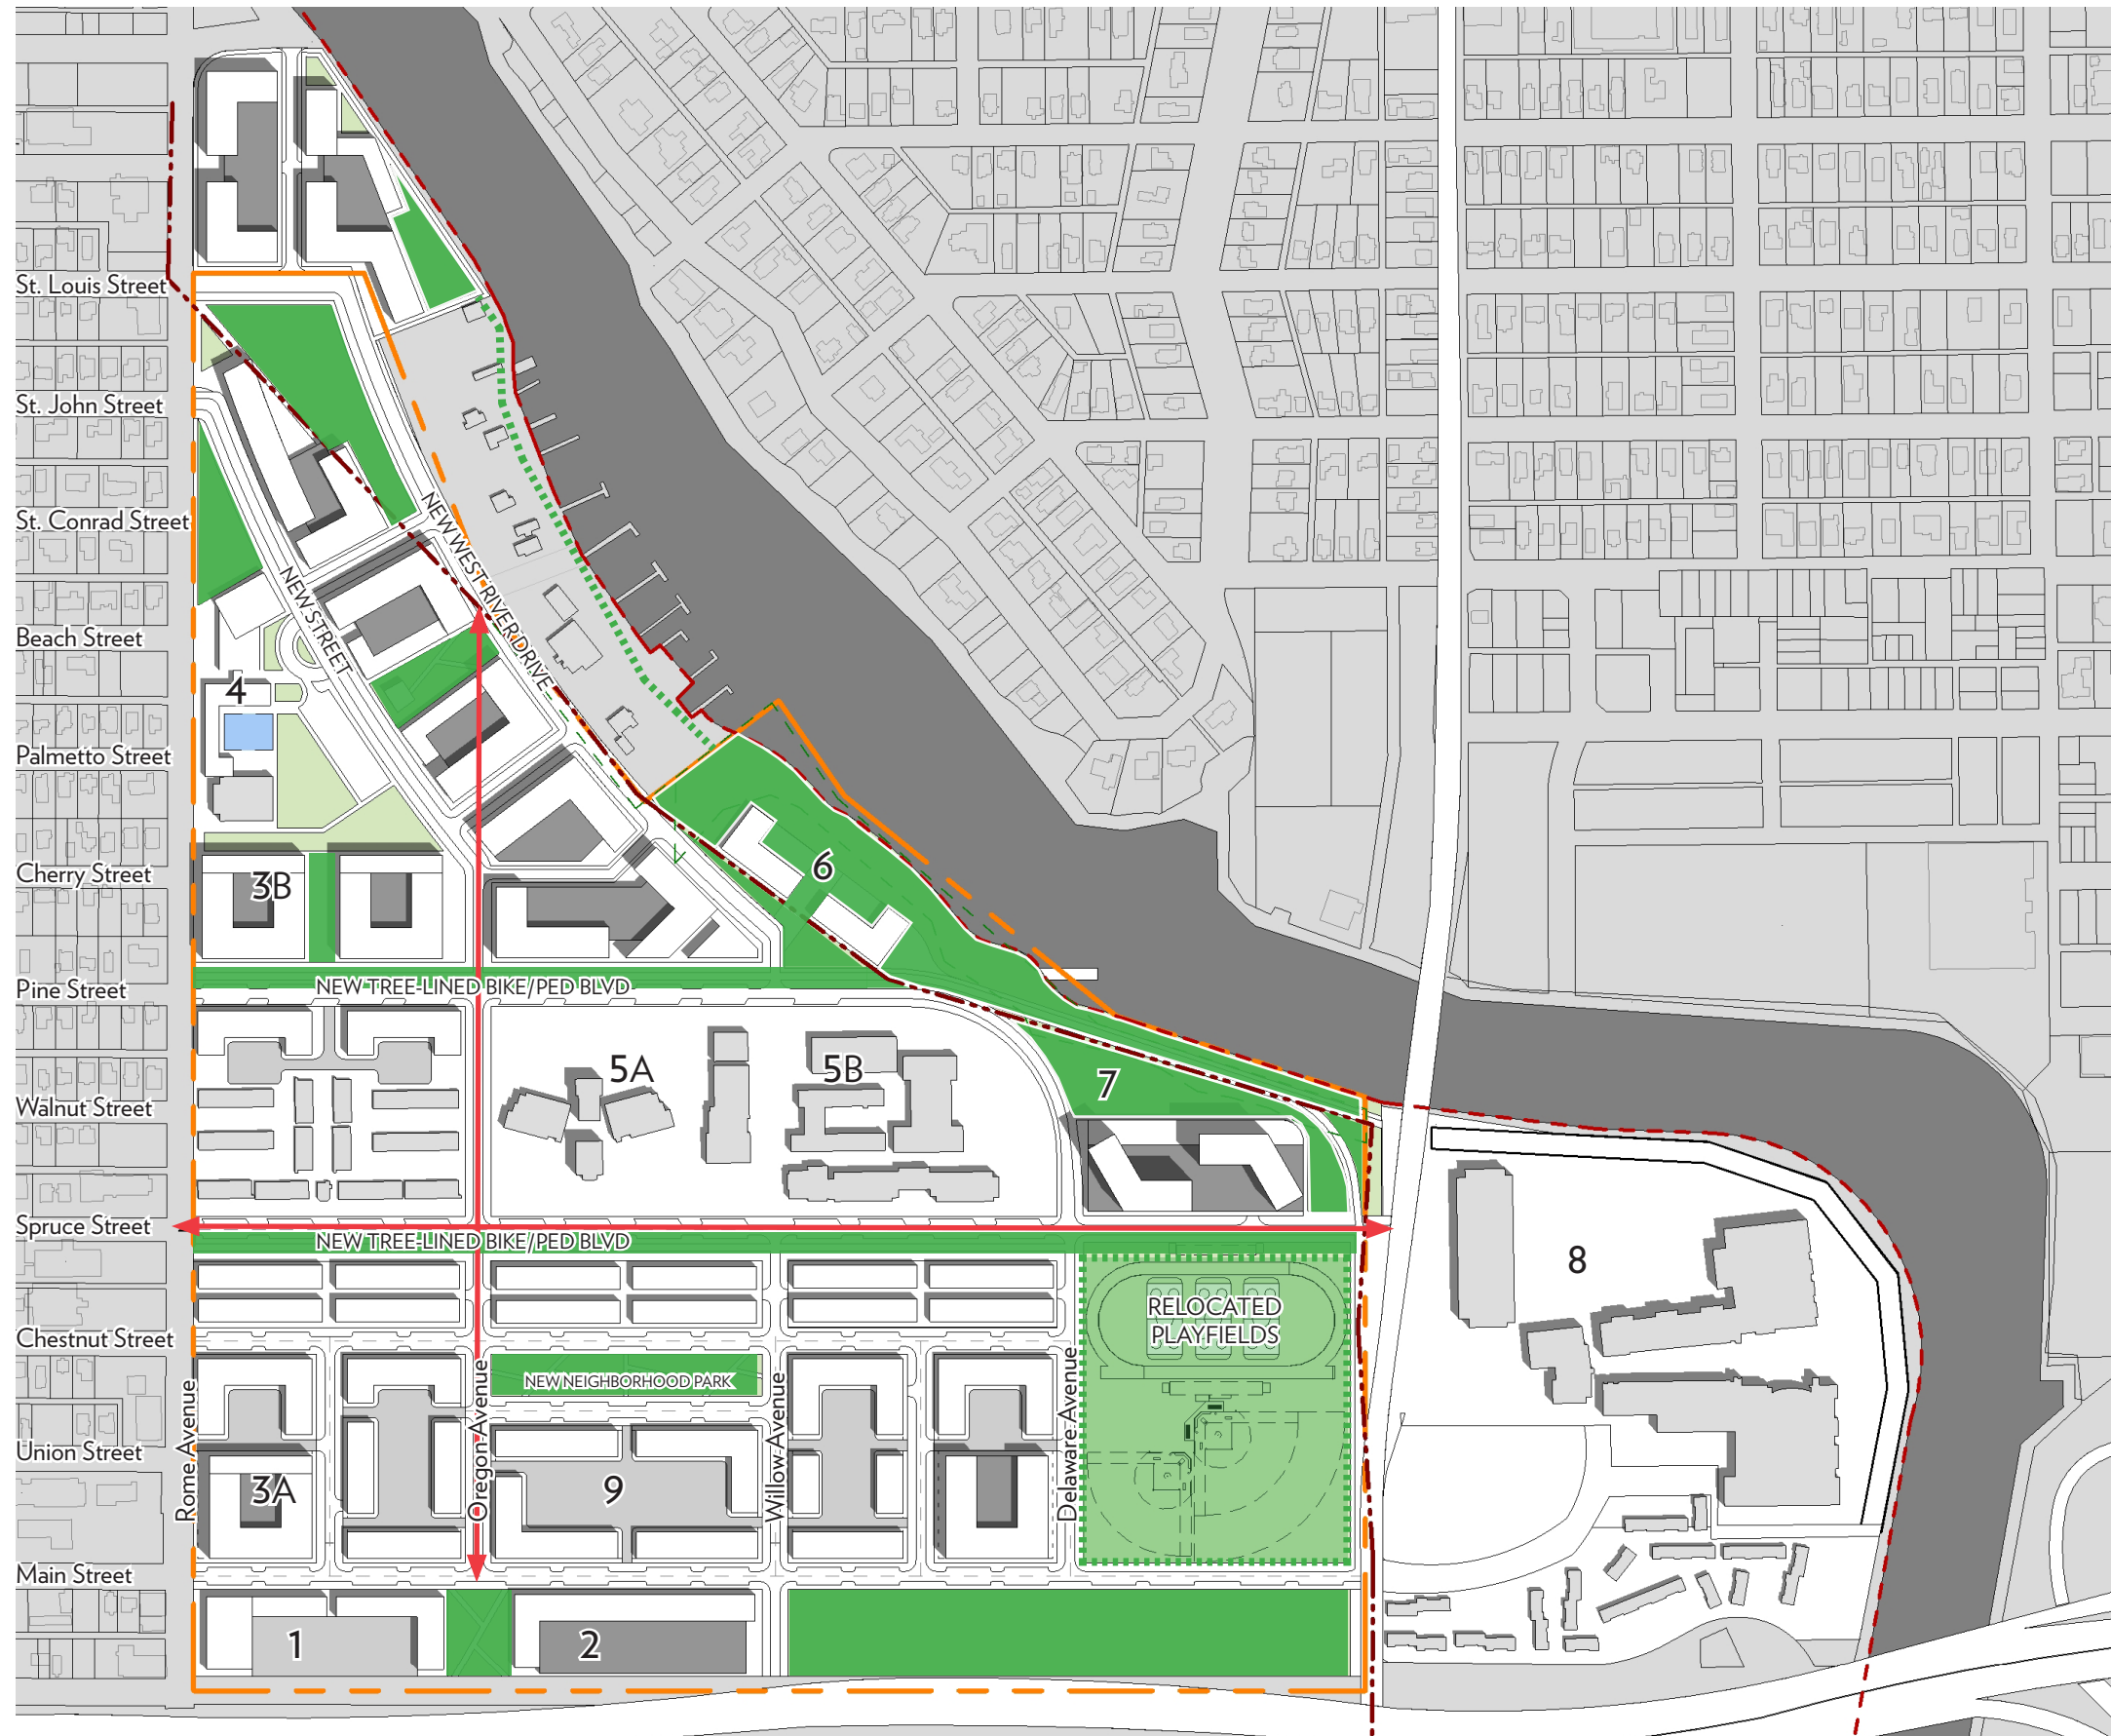 St. Louis Street
St. John Street
St. Conrad Street
Beach Street
Palmetto Street
Cherry Street
Pine Street
Walnut Street
Spruce Street
Chestnut Street
Union Street
Main Street
NEW WEST RIVER DRIVE
NEW STREET
4
6
3B
NEW TREE-LINED BIKE/PED BLVD
5A
5B
7
NEW TREE-LINED BIKE/PED BLVD
8
RELOCATED
PLAYFIELDS
NEW NEIGHBORHOOD PARK
Rome Avenue
Oregon Avenue
Willow Avenue
Delaware Avenue
3A
9
1
2